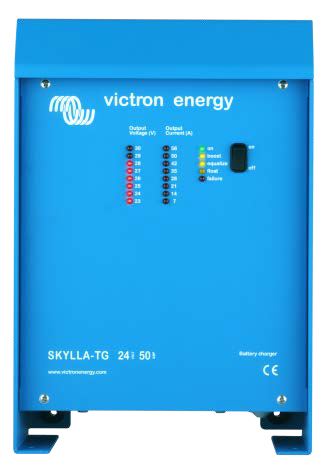 victron energy
Output Voltage (V)
Output Current (A)
30 56 on on
29 50 boost
28 42 equalize
27 35 float off
26 28 failure
25 21
24 14
23 7
SKYLLA-TG 24 50
Battery charger
www.victronenergy.com
CE